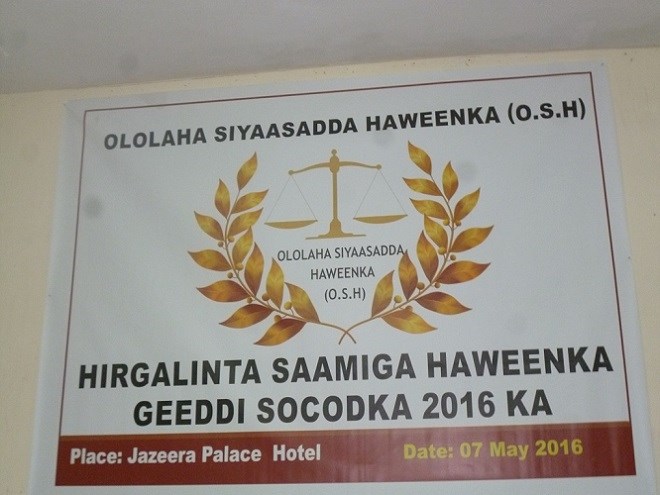 OLOLAHA SIYAASADDA HAWEENKA (O.S.H)
OLOLAHA SIYAASADDA
HAWEENKA
(O.S.H)
HIRGALINTA SAAMIGA HAWEENKA
GEEDDI SOCODKA 2016 KA
Place: Jazeera Palace Hotel Date: 07 May 2016